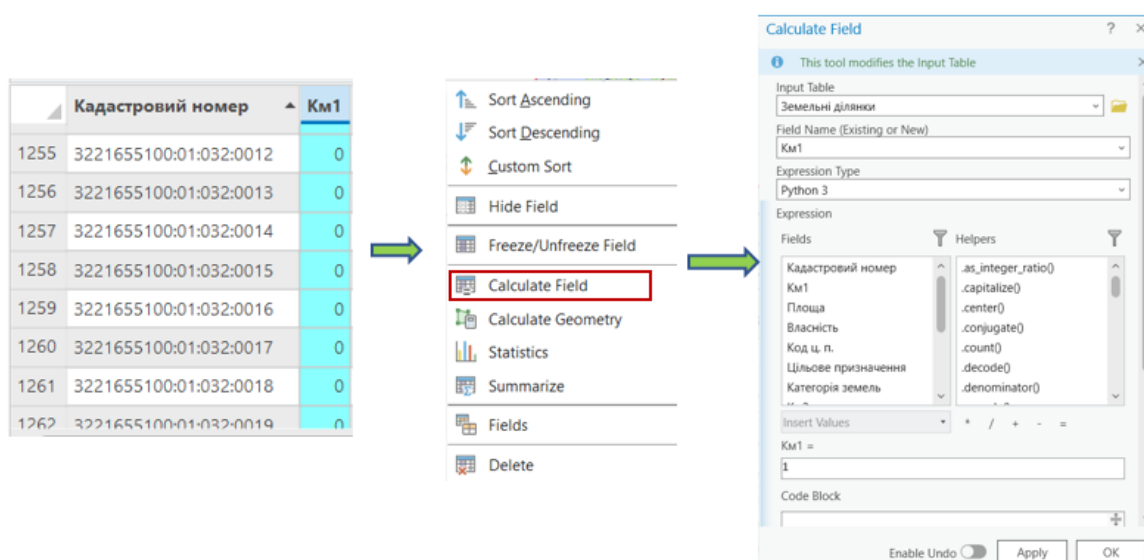 Кадастровий номер Км1
1255 3221655100:01:032:0012 0
1256 3221655100:01:032:0013 0
1257 3221655100:01:032:0014 0
1258 3221655100:01:032:0015 0
1259 3221655100:01:032:0016 0
1260 3221655100:01:032:0017 0
1261 3221655100:01:032:0018 0
1262 3221655100:01:032:0019 0
Sort Ascending
Sort Descending
Custom Sort
Hide Field
Freeze/Unfreeze Field
Calculate Field
Calculate Geometry
Statistics
Summarize
Fields
Delete
Calculate Field ? ×
This tool modifies the Input Table ×
Input Table
Земельні ділянки
Field Name (Existing or New)
Км1
Expression Type
Python 3
Expression
Fields Helpers
Кадастровий номер .as_integer_ratio()
Км1 .capitalize()
Площа .center()
Власність .conjugate()
Код ц. п. .count()
Цільове призначення .decode()
Категорія земель .denominator()
Insert Values * / + - =
Км1 =
1
Code Block
Enable Undo Apply OK